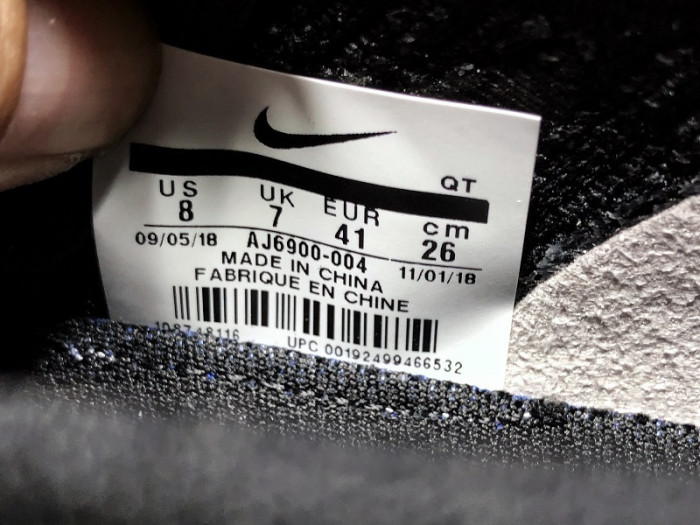 QT
US UK EUR cm
8 7 41 26
09/05/18 AJ6900-004 11/01/18
MADE IN CHINA
FABRIQUE EN CHINE
UPC 00192499466532